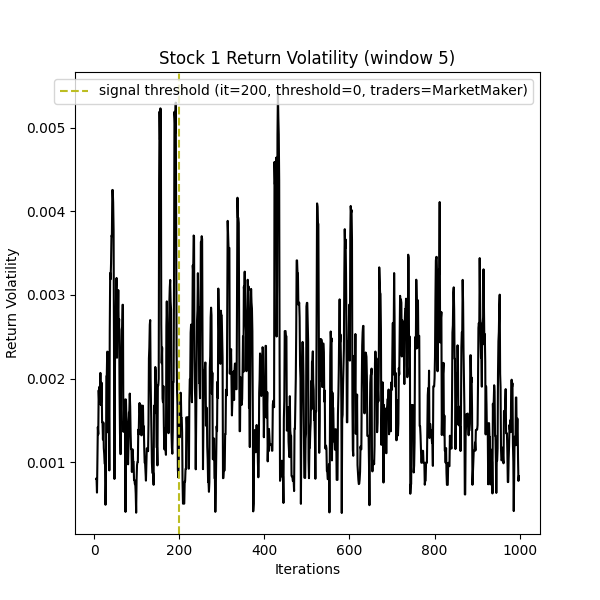 Stock 1 Return Volatility (window 5)
signal threshold (it=200, threshold=0, traders=MarketMaker)
Return Volatility
0.005
0.004
0.003
0.002
0.001
0 200 400 600 800 1000
Iterations